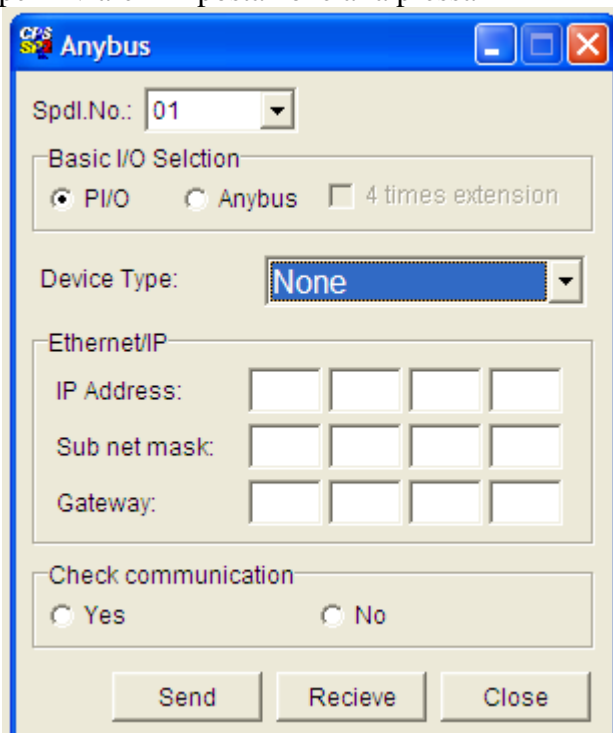 CPS Anybus
Spdl.No.: 01
Basic I/O Selction
PI/O Anybus 4 times extension
Device Type: None
Ethernet/IP
IP Address:
Sub net mask:
Gateway:
Check communication
Yes No
Send Recieve Close